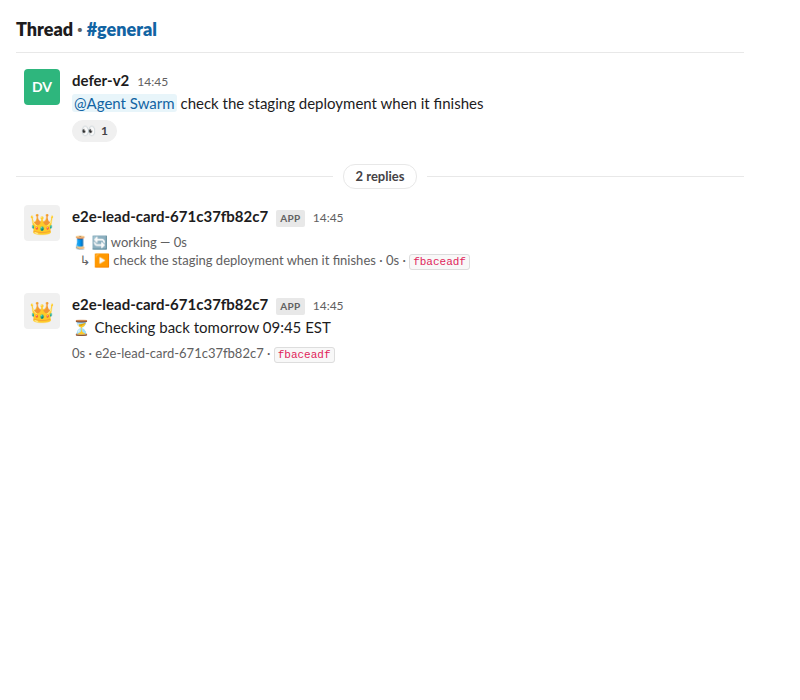 Thread • #general
DV
defer-v2 14:45
@Agent Swarm check the staging deployment when it finishes
👀 1
2 replies
e2e-lead-card-671c37fb82c7 APP 14:45
🧵 🔄 working — 0s
↳ ▶️ check the staging deployment when it finishes · 0s · fbaceadf
e2e-lead-card-671c37fb82c7 APP 14:45
⏳ Checking back tomorrow 09:45 EST
0s · e2e-lead-card-671c37fb82c7 · fbaceadf